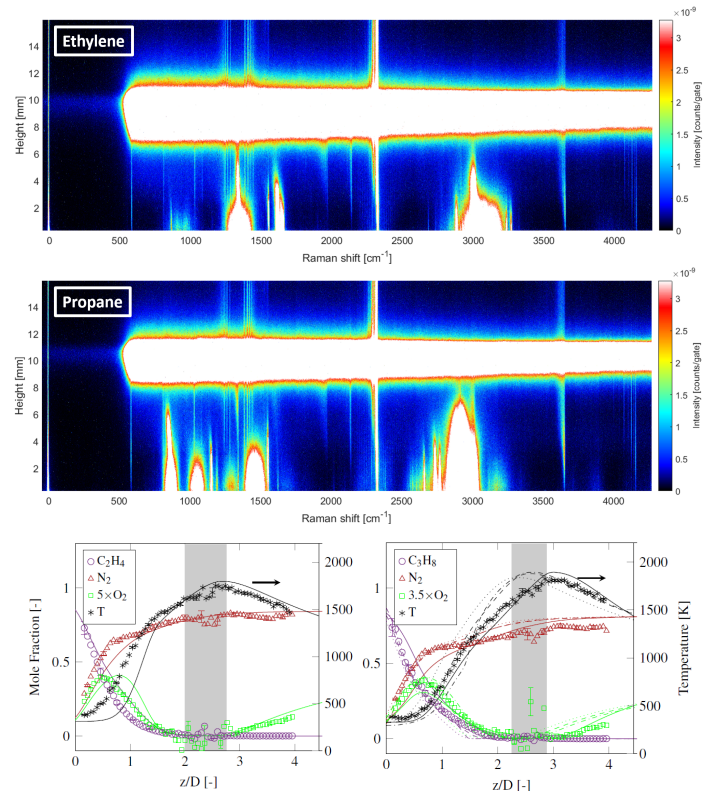 ×10⁻⁹
Ethylene
16
14
12
10
8
6
4
2
Height [mm]
3
2.5
2
1.5
1
0.5
0
Intensity [counts/gate]
0 500 1000 1500 2000 2500 3000 3500 4000
Raman shift [cm⁻¹]
×10⁻⁹
Propane
16
14
12
10
8
6
4
2
Height [mm]
3
2.5
2
1.5
1
0.5
0
Intensity [counts/gate]
0 500 1000 1500 2000 2500 3000 3500 4000
Raman shift [cm⁻¹]
C₂H₄
N₂
5×O₂
T
1
0.5
0
Mole Fraction [-]
2000
1500
1000
500
0
0 1 2 3 4
z/D [-]
C₃H₈
N₂
3.5×O₂
T
1
0.5
0
2000
1500
1000
500
0
Temperature [K]
0 1 2 3 4
z/D [-]